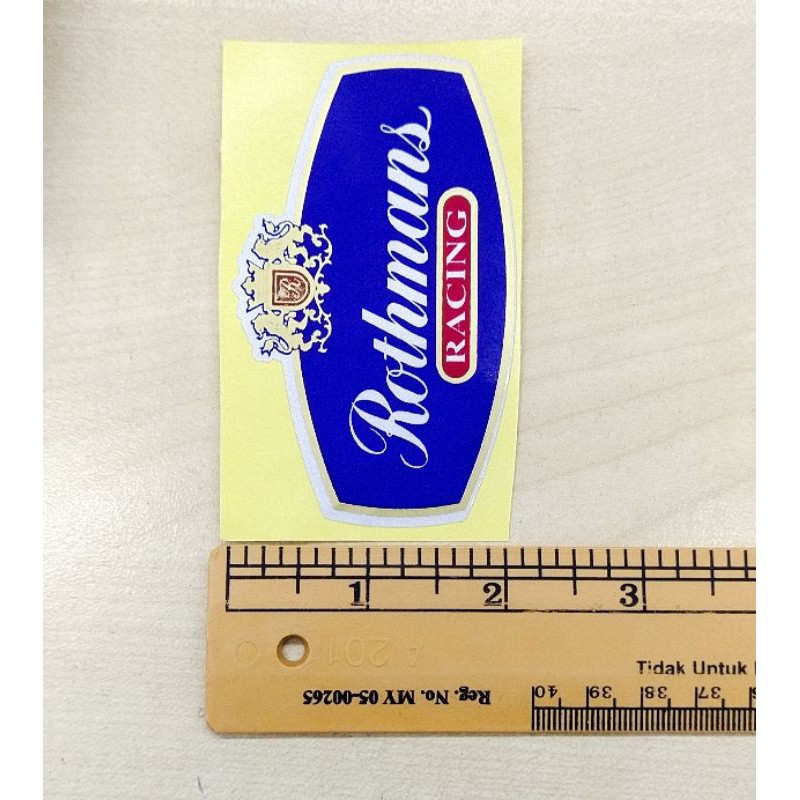 Rothmans
RACING
R
1 2 3
A 201
Tidak Untuk
Reg. No. MY 05-00265
40 39 38 37